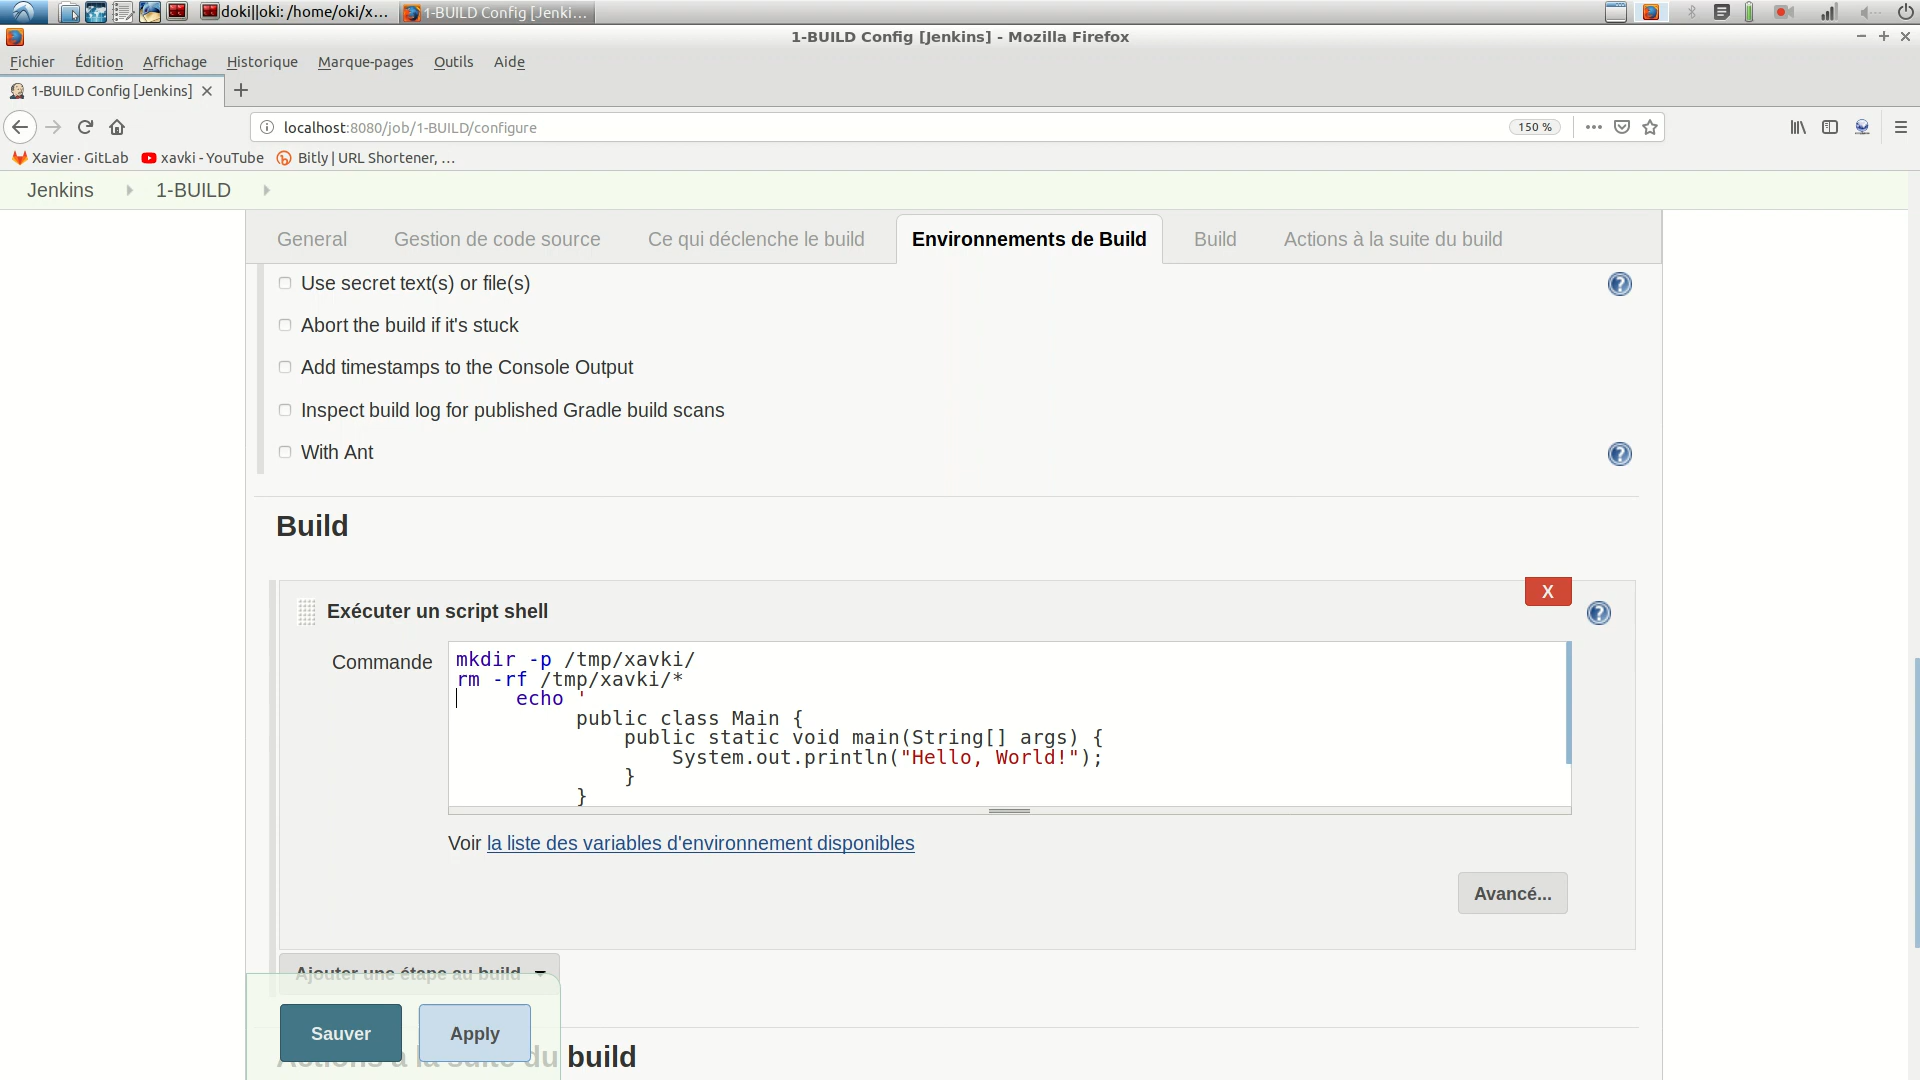 doki||oki: /home/oki/x...
1-BUILD Config [Jenki...
1-BUILD Config [Jenkins] - Mozilla Firefox
Fichier Édition Affichage Historique Marque-pages Outils Aide
1-BUILD Config [Jenkins]
localhost:8080/job/1-BUILD/configure
150 %
Xavier · GitLab xavki - YouTube Bitly | URL Shortener, ...
Jenkins 1-BUILD
General Gestion de code source Ce qui déclenche le build Environnements de Build Build Actions à la suite du build
Use secret text(s) or file(s)
Abort the build if it's stuck
Add timestamps to the Console Output
Inspect build log for published Gradle build scans
With Ant
Build
X
Exécuter un script shell
Commande
mkdir -p /tmp/xavki/
rm -rf /tmp/xavki/*
echo '
public class Main {
public static void main(String[] args) {
System.out.println("Hello, World!");
}
}
Voir la liste des variables d'environnement disponibles
Avancé...
Ajouter une étape au build
Sauver Apply
Actions à la suite du build